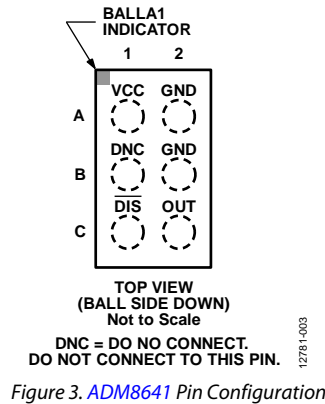 BALLA1
INDICATOR
1 2
VCC GND
A
DNC GND
B
DIS OUT
C
TOP VIEW
(BALL SIDE DOWN)
Not to Scale
DNC = DO NO CONNECT.
DO NOT CONNECT TO THIS PIN.
12781-003
Figure 3. ADM8641 Pin Configuration